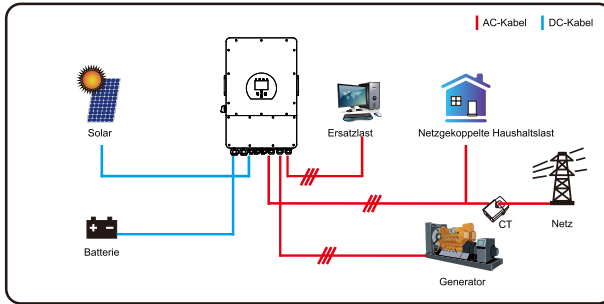 AC-Kabel
DC-Kabel
Solar
Ersatzlast
Netzgekoppelte Haushaltslast
CT
Netz
Batterie
Generator